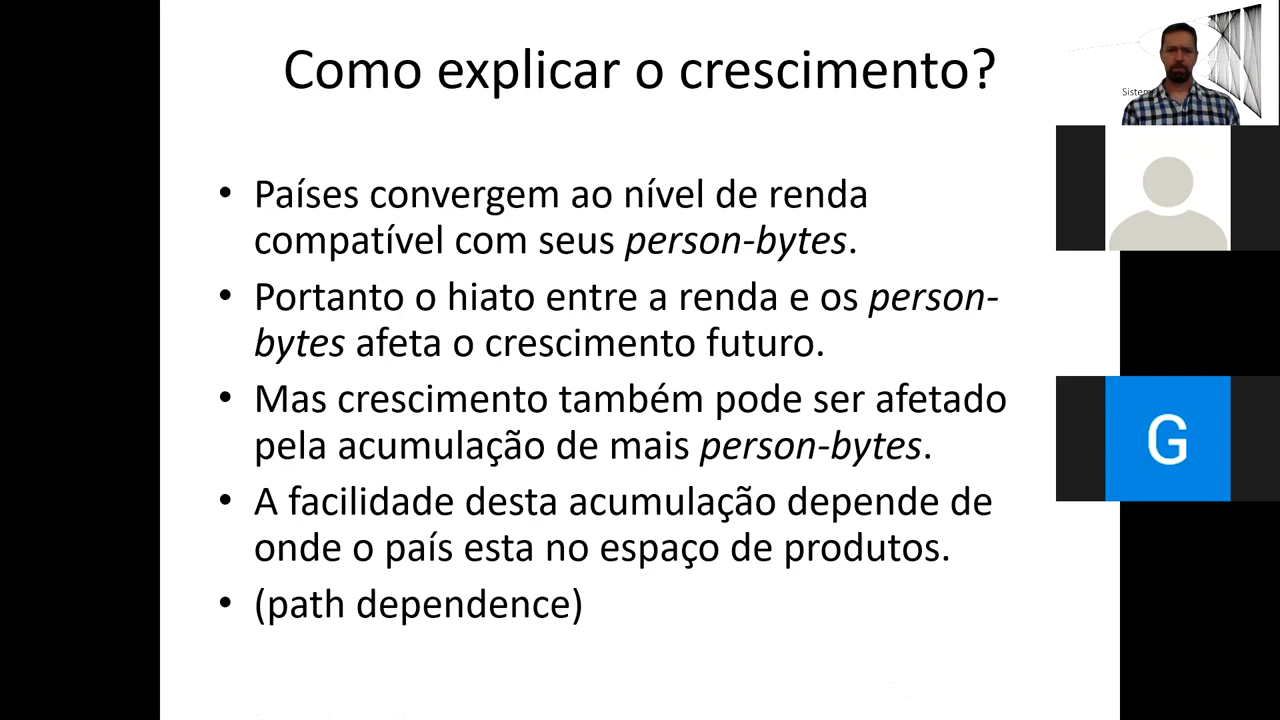 Como explicar o crescimento?
Sistem
• Países convergem ao nível de renda
compatível com seus person-bytes.
• Portanto o hiato entre a renda e os person-
bytes afeta o crescimento futuro.
• Mas crescimento também pode ser afetado
pela acumulação de mais person-bytes.
• A facilidade desta acumulação depende de
onde o país esta no espaço de produtos.
• (path dependence)
G